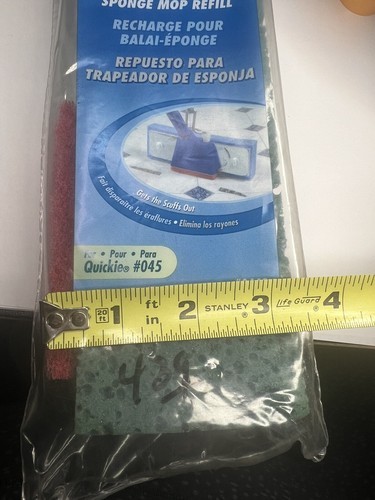 SPONGE MOP REFILL
RECHARGE POUR
BALAI-ÉPONGE
REPUESTO PARA
TRAPEADOR DE ESPONJA
Gets the Scuffs Out
Fait disparaître les éraflures • Elimina los rayones
For • Pour • Para
Quickie® #045
20 ft 1 ft in 2 STANLEY® 3 life Guard 4
409